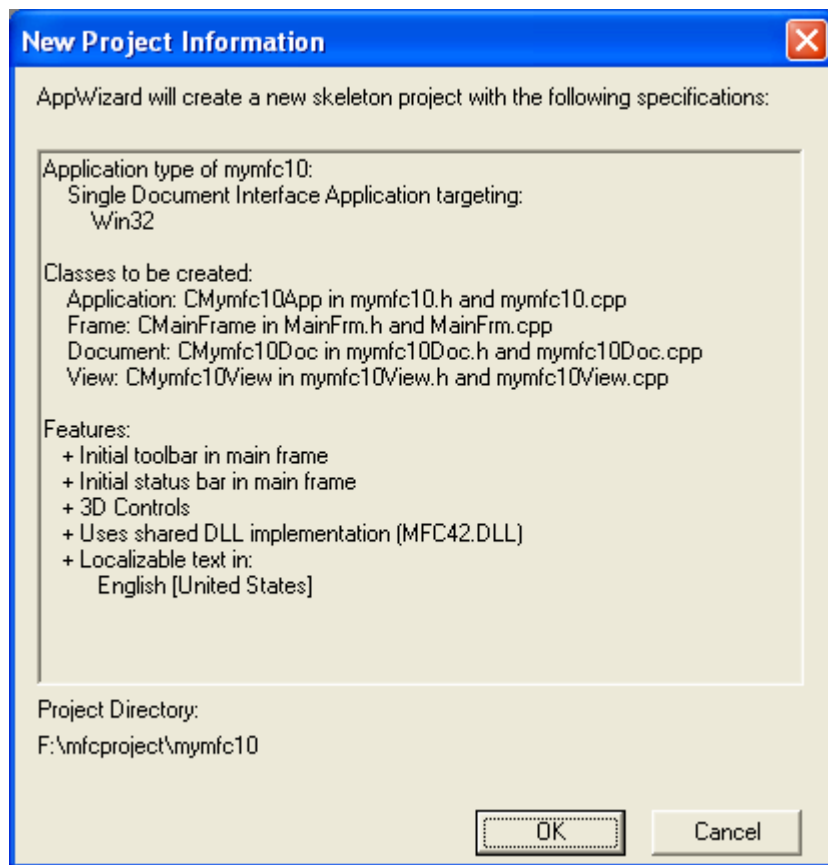 New Project Information
AppWizard will create a new skeleton project with the following specifications:
Application type of mymfc10:
Single Document Interface Application targeting:
Win32
Classes to be created:
Application: CMymfc10App in mymfc10.h and mymfc10.cpp
Frame: CMainFrame in MainFrm.h and MainFrm.cpp
Document: CMymfc10Doc in mymfc10Doc.h and mymfc10Doc.cpp
View: CMymfc10View in mymfc10View.h and mymfc10View.cpp
Features:
+ Initial toolbar in main frame
+ Initial status bar in main frame
+ 3D Controls
+ Uses shared DLL implementation (MFC42.DLL)
+ Localizable text in:
English [United States]
Project Directory:
F:\mfcproject\mymfc10
OK Cancel